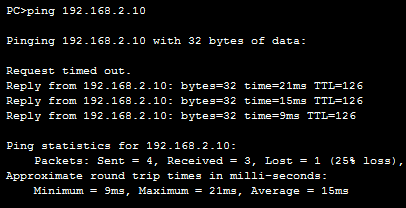 PC>ping 192.168.2.10
Pinging 192.168.2.10 with 32 bytes of data:
Request timed out.
Reply from 192.168.2.10: bytes=32 time=21ms TTL=126
Reply from 192.168.2.10: bytes=32 time=15ms TTL=126
Reply from 192.168.2.10: bytes=32 time=9ms TTL=126
Ping statistics for 192.168.2.10:
Packets: Sent = 4, Received = 3, Lost = 1 (25% loss),
Approximate round trip times in milli-seconds:
Minimum = 9ms, Maximum = 21ms, Average = 15ms